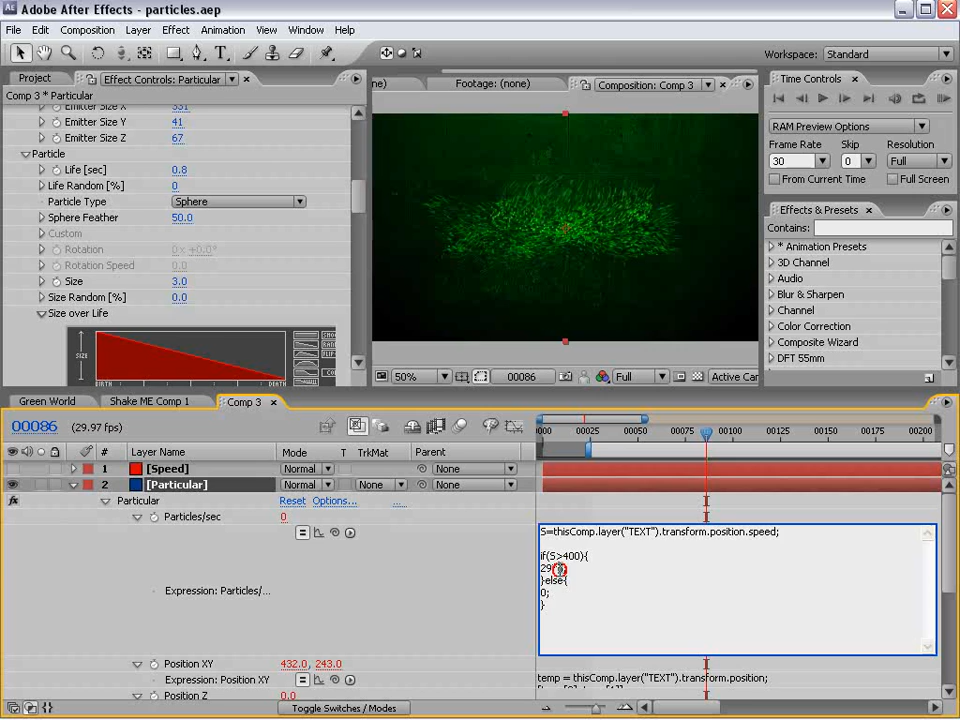 Adobe After Effects - particles.aep
File Edit Composition Layer Effect Animation View Window Help
Workspace: Standard
Project Effect Controls: Particular
Footage: (none) Composition: Comp 3
Time Controls
Comp 3 * Particular
Emitter Size X 331
Emitter Size Y 41
Emitter Size Z 67
Particle
Life [sec] 0.8
Life Random [%] 0
Particle Type Sphere
Sphere Feather 50.0
Custom
Rotation 0 x +0.0°
Rotation Speed 0.0
Size 3.0
Size Random [%] 0.0
Size over Life
SIZE
BIRTH DEATH
50% 00086 Full Active Car
RAM Preview Options
Frame Rate Skip Resolution
30 0 Full
From Current Time Full Screen
Effects & Presets
Contains:
* Animation Presets
3D Channel
Audio
Blur & Sharpen
Channel
Color Correction
Composite Wizard
DFT 55mm
Green World Shake ME Comp 1 Comp 3
00086 (29.97 fps)
0000 00025 00050 00075 00100 00125 00150 00175 00200
# Layer Name Mode T TrkMat Parent
1 [Speed] Normal None
2 [Particular] Normal None None
Particular Reset Options... ...
Particles/sec 0
Expression: Particles/...
S=thisComp.layer("TEXT").transform.position.speed;
if(S>400){
}else{
0;
}
Position XY 432.0, 243.0
Expression: Position XY
temp = thisComp.layer("TEXT").transform.position;
Position Z 0.0
Toggle Switches / Modes